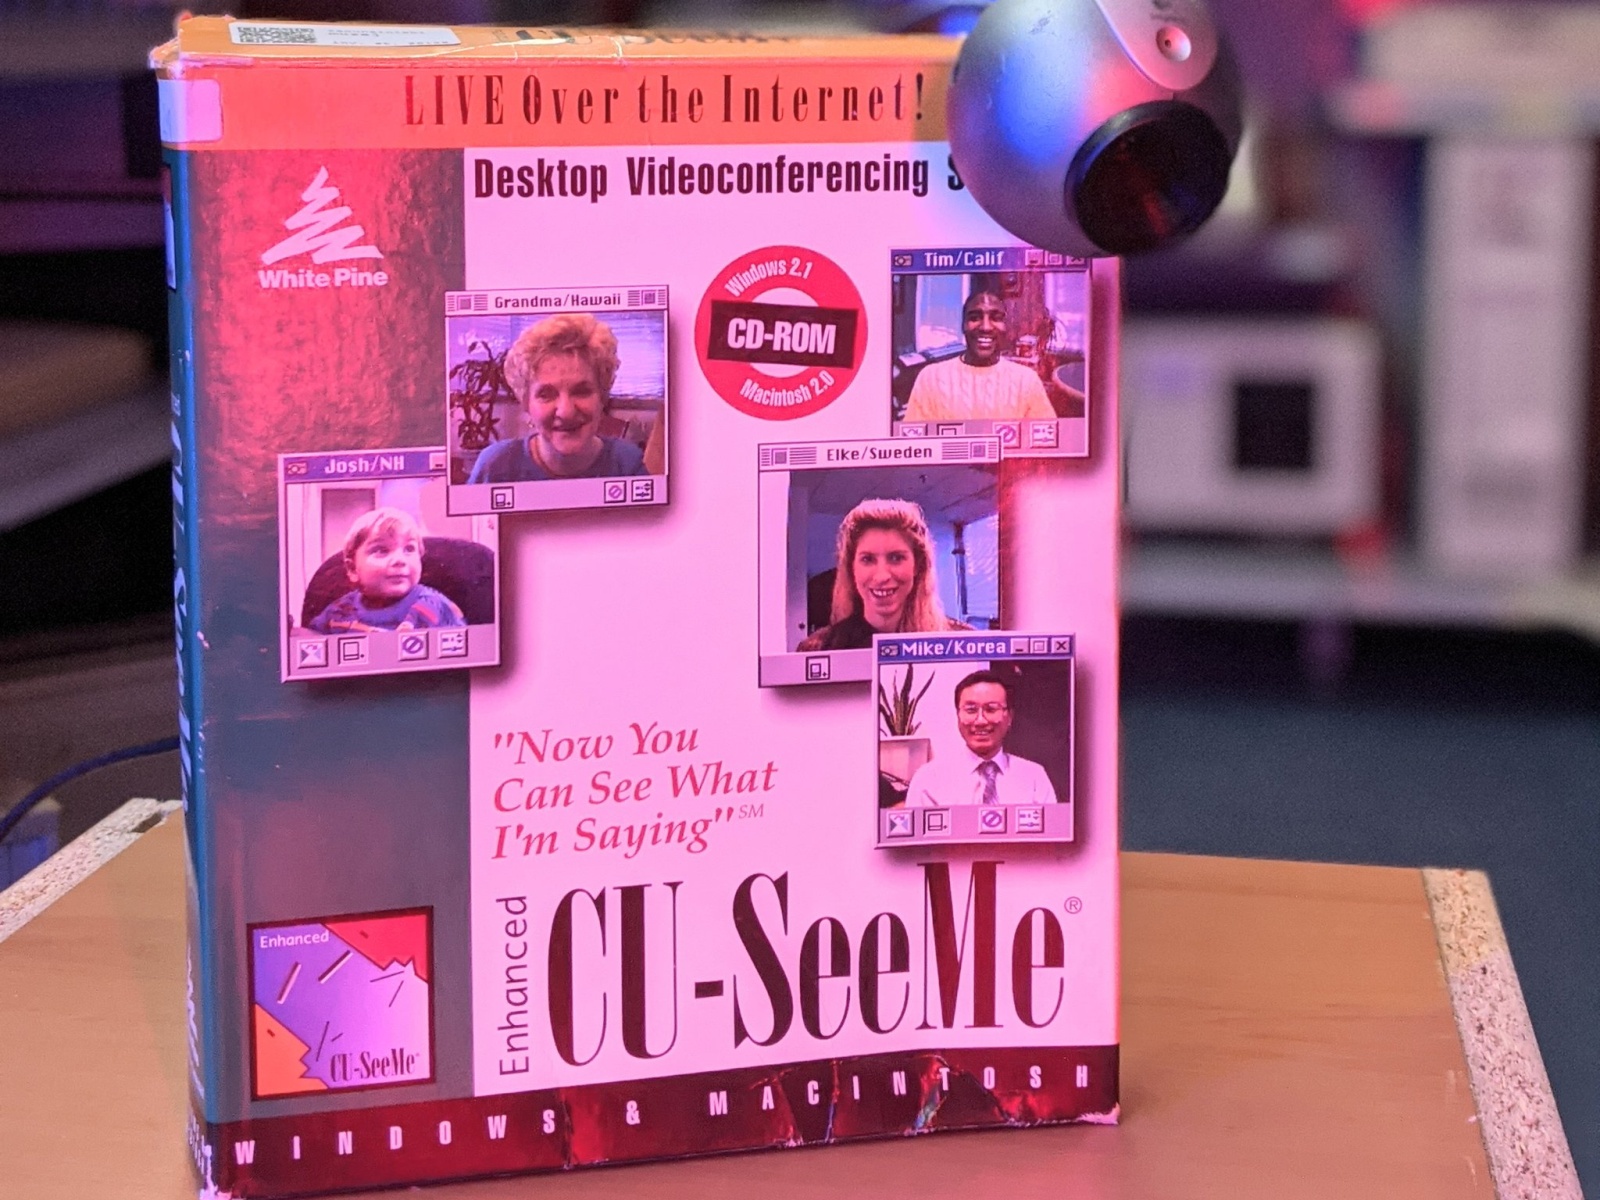 CU-SeeMe
LIVE Over the Internet!
Desktop Videoconferencing
White Pine
Windows 2.1
CD-ROM
Macintosh 2.0
Tim/Calif
Grandma/Hawaii
Josh/NH
Elke/Sweden
Mike/Korea
"Now You
Can See What
I'm Saying"SM
Enhanced
CU-SeeMe®
Enhanced
CU-SeeMe
WINDOWS & MACINTOSH